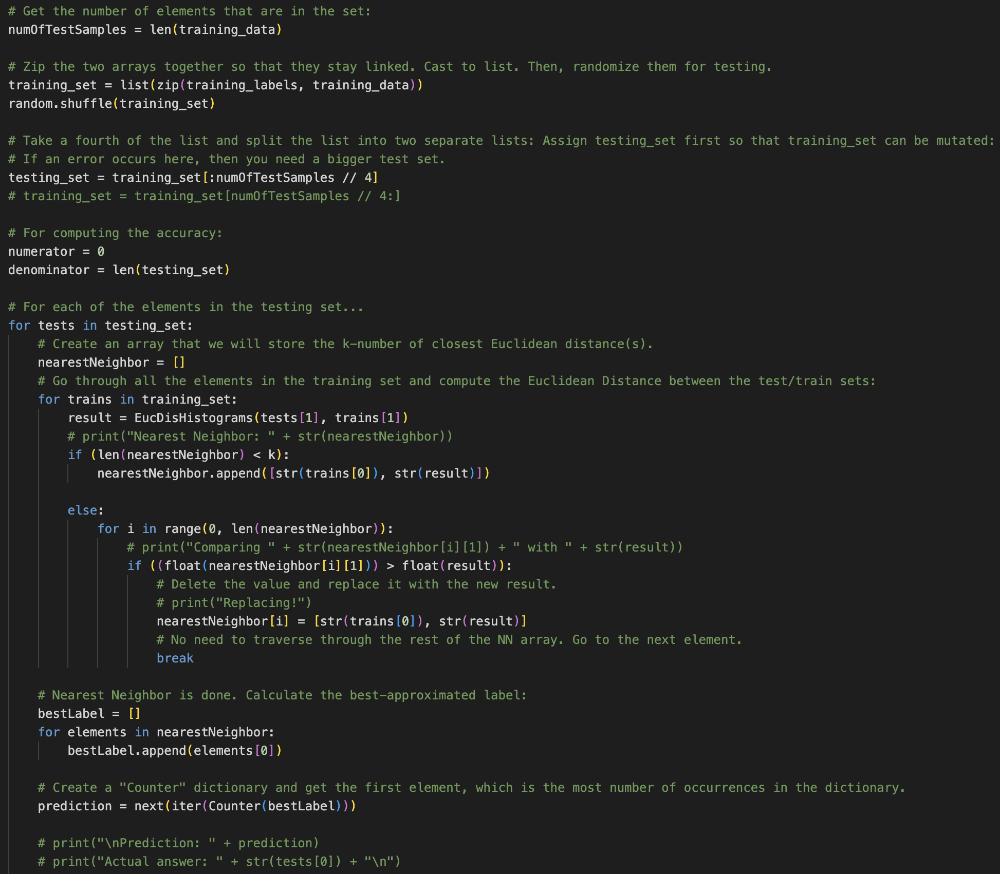 # Get the number of elements that are in the set:
numOfTestSamples = len(training_data)
# Zip the two arrays together so that they stay linked. Cast to list. Then, randomize them for testing.
training_set = list(zip(training_labels, training_data))
random.shuffle(training_set)
# Take a fourth of the list and split the list into two separate lists: Assign testing_set first so that training_set can be mutated:
# If an error occurs here, then you need a bigger test set.
testing_set = training_set[:numOfTestSamples // 4]
# training_set = training_set[numOfTestSamples // 4:]
# For computing the accuracy:
numerator = 0
denominator = len(testing_set)
# For each of the elements in the testing set...
for tests in testing_set:
# Create an array that we will store the k-number of closest Euclidean distance(s).
nearestNeighbor = []
# Go through all the elements in the training set and compute the Euclidean Distance between the test/train sets:
for trains in training_set:
result = EucDisHistograms(tests[1], trains[1])
# print("Nearest Neighbor: " + str(nearestNeighbor))
if (len(nearestNeighbor) < k):
nearestNeighbor.append([str(trains[0]), str(result)])
else:
for i in range(0, len(nearestNeighbor)):
# print("Comparing " + str(nearestNeighbor[i][1]) + " with " + str(result))
if ((float(nearestNeighbor[i][1])) > float(result)):
# Delete the value and replace it with the new result.
# print("Replacing!")
nearestNeighbor[i] = [str(trains[0]), str(result)]
# No need to traverse through the rest of the NN array. Go to the next element.
break
# Nearest Neighbor is done. Calculate the best-approximated label:
bestLabel = []
for elements in nearestNeighbor:
bestLabel.append(elements[0])
# Create a "Counter" dictionary and get the first element, which is the most number of occurrences in the dictionary.
prediction = next(iter(Counter(bestLabel)))
# print("\nPrediction: " + prediction)
# print("Actual answer: " + str(tests[0]) + "\n")